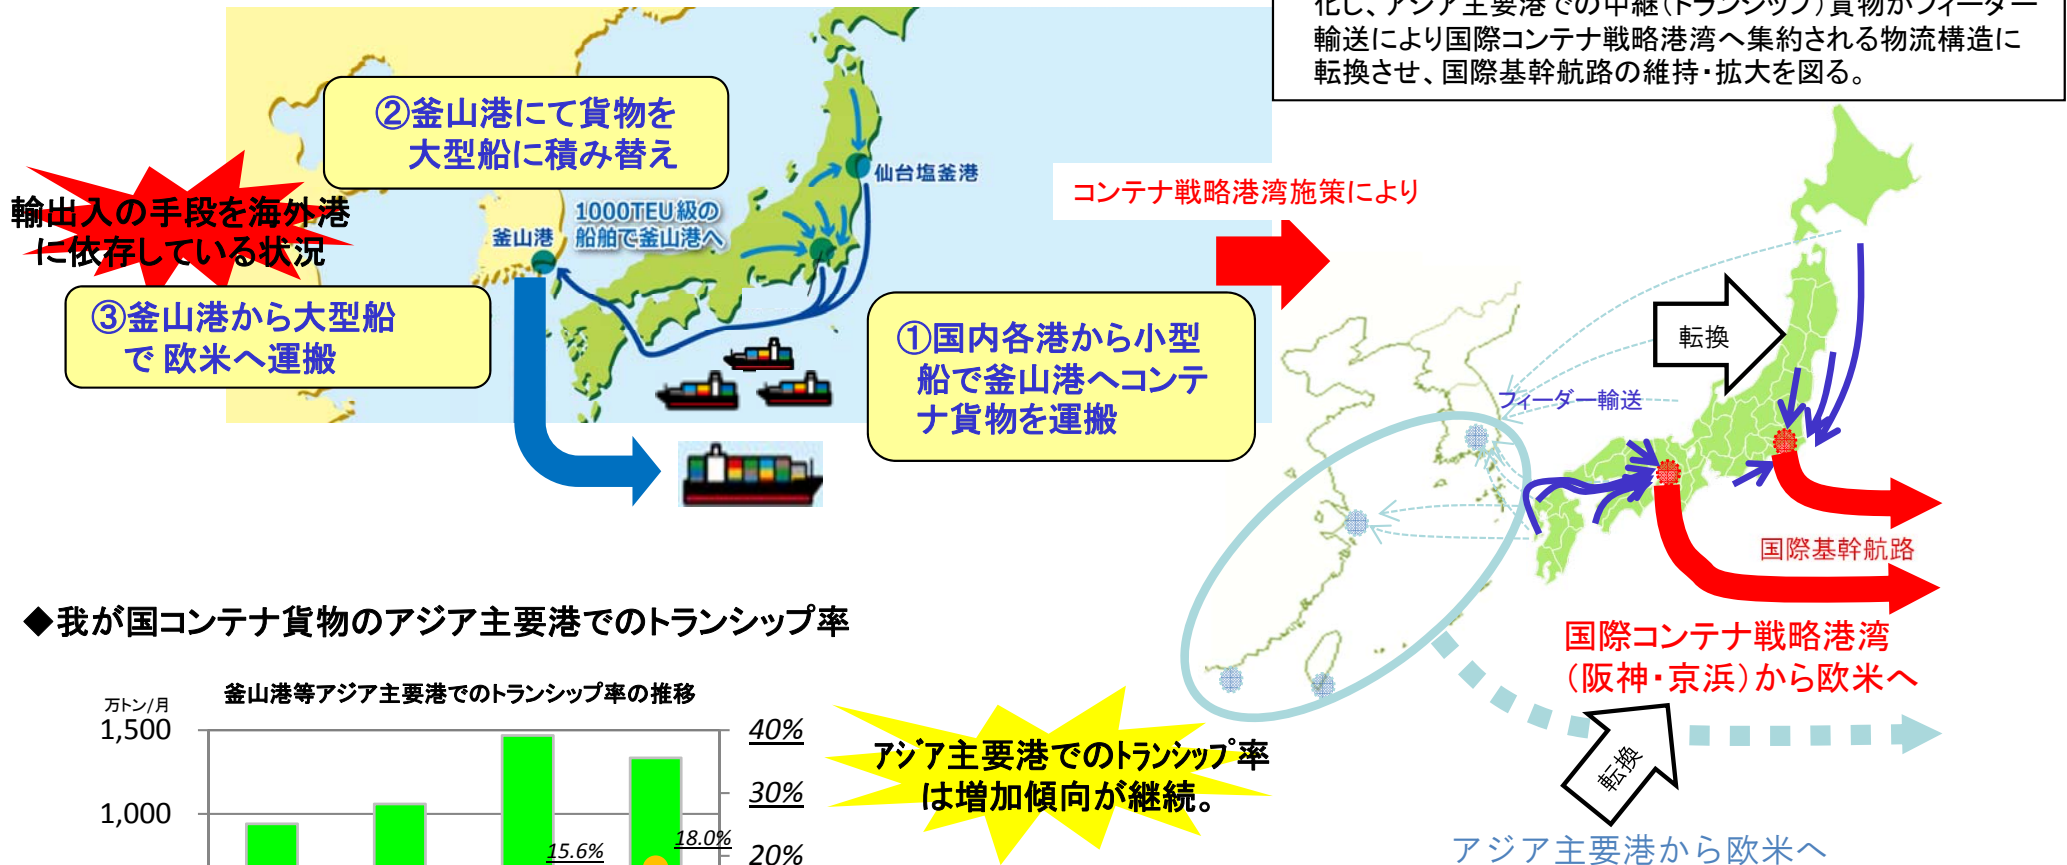 輸送により国際コンテナ戦略港湾へ集約される物流構造に
転換させ、国際基幹航路の維持・拡大を図る。
②釜山港にて貨物を
大型船に積み替え
仙台塩釜港
コンテナ戦略港湾施策により
輸出入の手段を海外港
に依存している状況
1000TEU級の
船舶で釜山港へ
釜山港
③釜山港から大型船
で 欧米へ運搬
①国内各港から小型
船で釜山港へコンテ
ナ貨物を運搬
転換
フィーダー輸送
国際基幹航路
国際コンテナ戦略港湾
（阪神・京浜）から欧米へ
転換
アジア主要港から欧米へ
◆我が国コンテナ貨物のアジア主要港でのトランシップ率
釜山港等アジア主要港でのトランシップ率の推移
万トン/月
1,500
1,000
40%
30%
20%
15.6%
18.0%
アジア主要港でのトランシップ率
は増加傾向が継続。